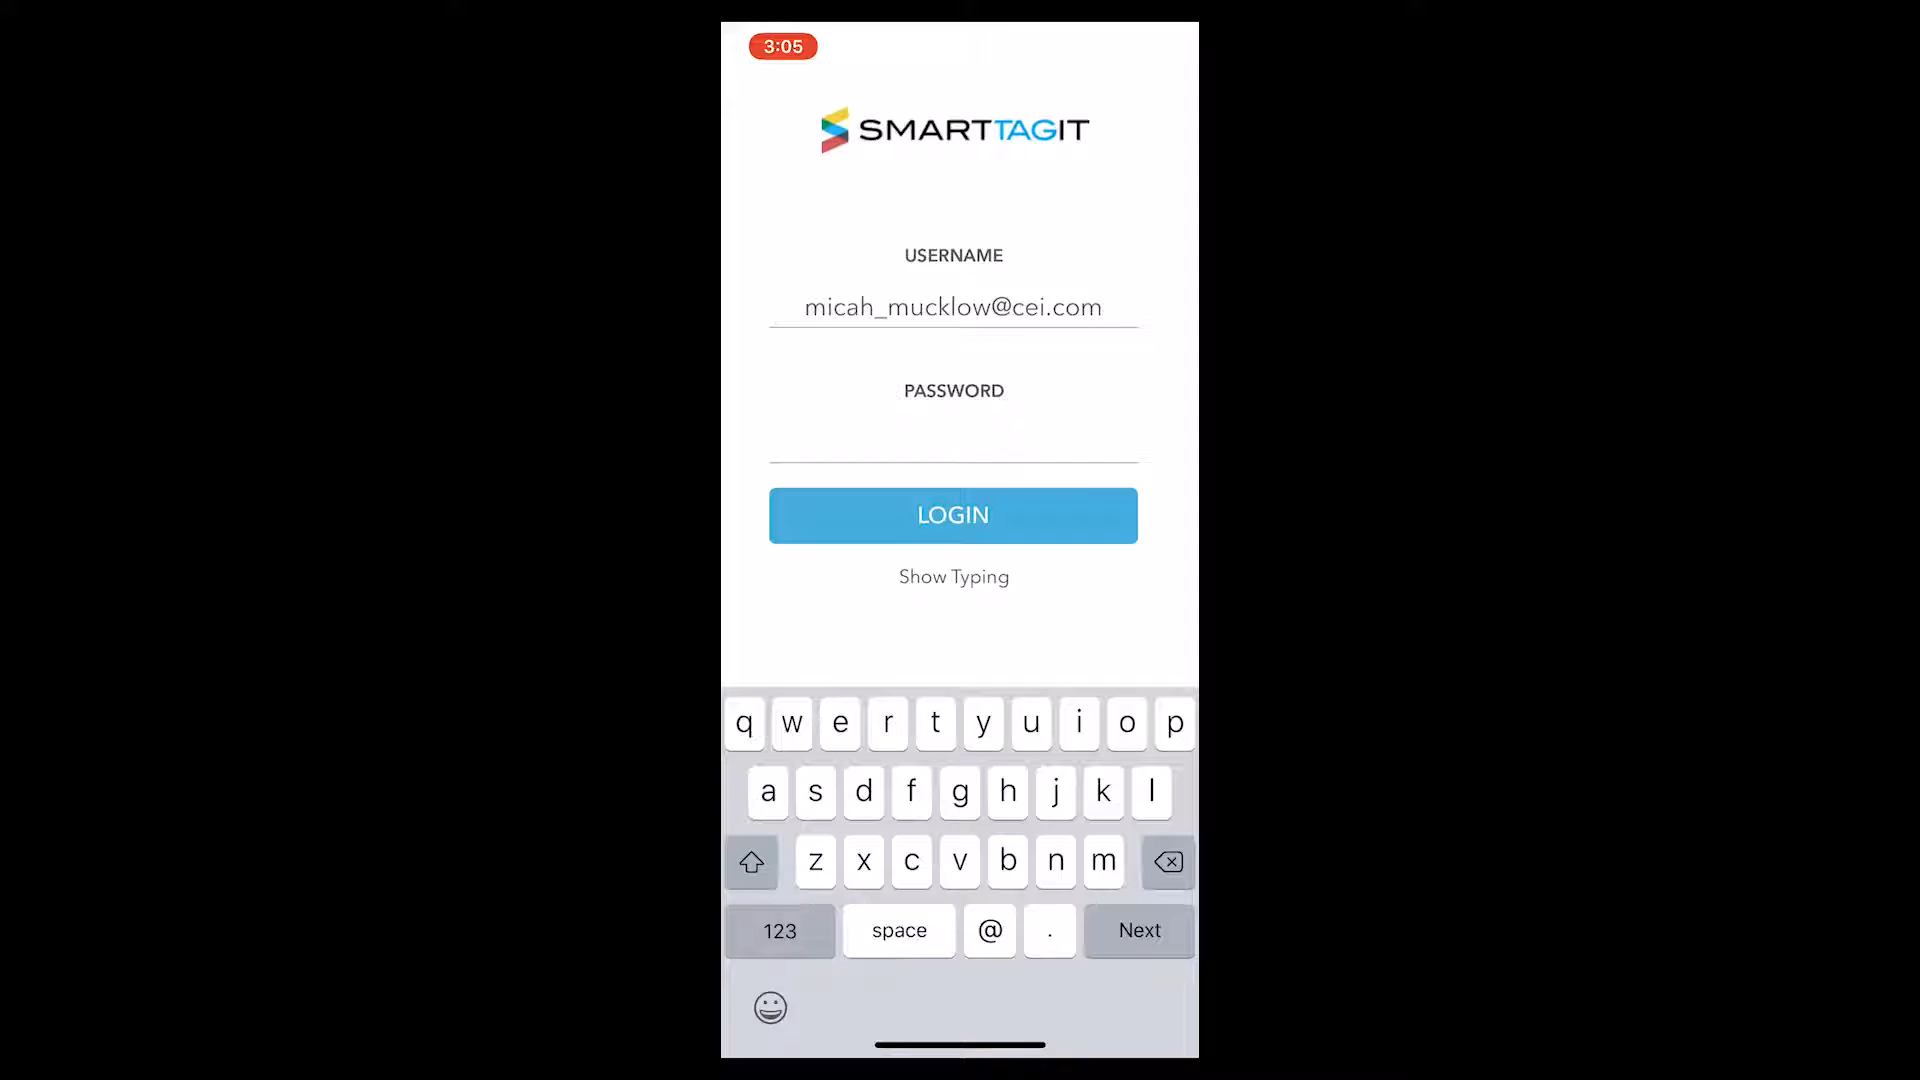 3:05
SMARTTAGIT
USERNAME
micah_mucklow@cei.com
PASSWORD
LOGIN
Show Typing
q w e r t y u i o p
a s d f g h j k l
z x c v b n m
123 space @ . Next